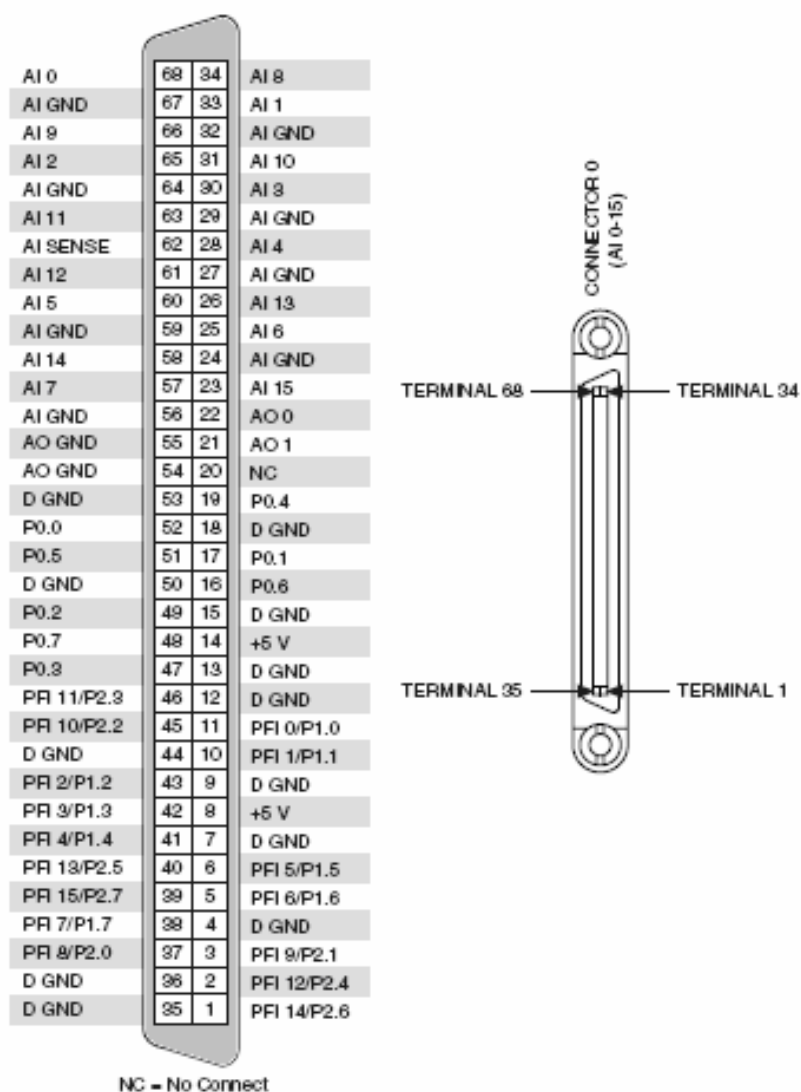 AI 0 68 34 AI 8
AI GND 67 33 AI 1
AI 9 66 32 AI GND
AI 2 65 31 AI 10
AI GND 64 30 AI 3
AI 11 63 29 AI GND
AI SENSE 62 28 AI 4
AI 12 61 27 AI GND
AI 5 60 26 AI 13
AI GND 59 25 AI 6
AI 14 58 24 AI GND
AI 7 57 23 AI 15
AI GND 56 22 AO 0
AO GND 55 21 AO 1
AO GND 54 20 NC
D GND 53 19 P0.4
P0.0 52 18 D GND
P0.5 51 17 P0.1
D GND 50 16 P0.6
P0.2 49 15 D GND
P0.7 48 14 +5 V
P0.3 47 13 D GND
PFI 11/P2.3 46 12 D GND
PFI 10/P2.2 45 11 PFI 0/P1.0
D GND 44 10 PFI 1/P1.1
PFI 2/P1.2 43 9 D GND
PFI 3/P1.3 42 8 +5 V
PFI 4/P1.4 41 7 D GND
PFI 13/P2.5 40 6 PFI 5/P1.5
PFI 15/P2.7 39 5 PFI 6/P1.6
PFI 7/P1.7 38 4 D GND
PFI 8/P2.0 37 3 PFI 9/P2.1
D GND 36 2 PFI 12/P2.4
D GND 35 1 PFI 14/P2.6
NC = No Connect
CONNECTOR 0
(AI 0-15)
TERMINAL 68
TERMINAL 34
TERMINAL 35
TERMINAL 1